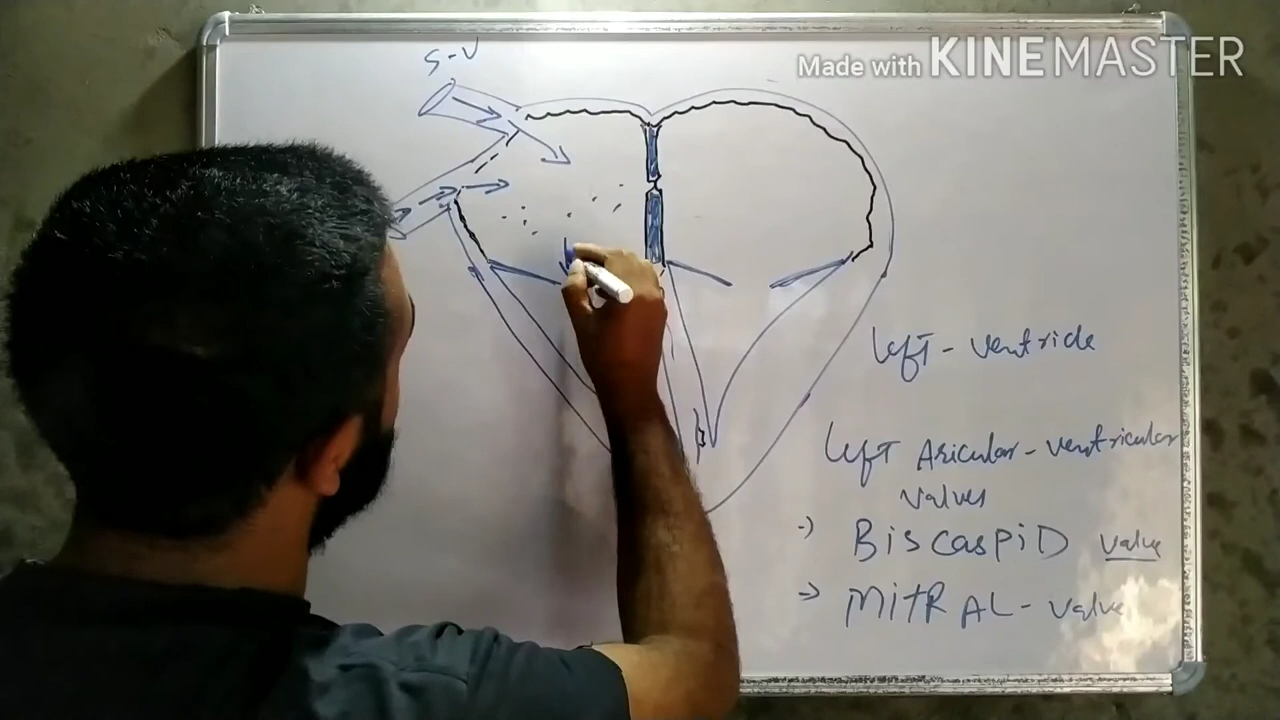 Made with KINEMASTER
S-V
Left - ventricle
Left Aricular-ventricular
valves
-) BiscaspiD valve
-> MITRAL - valve